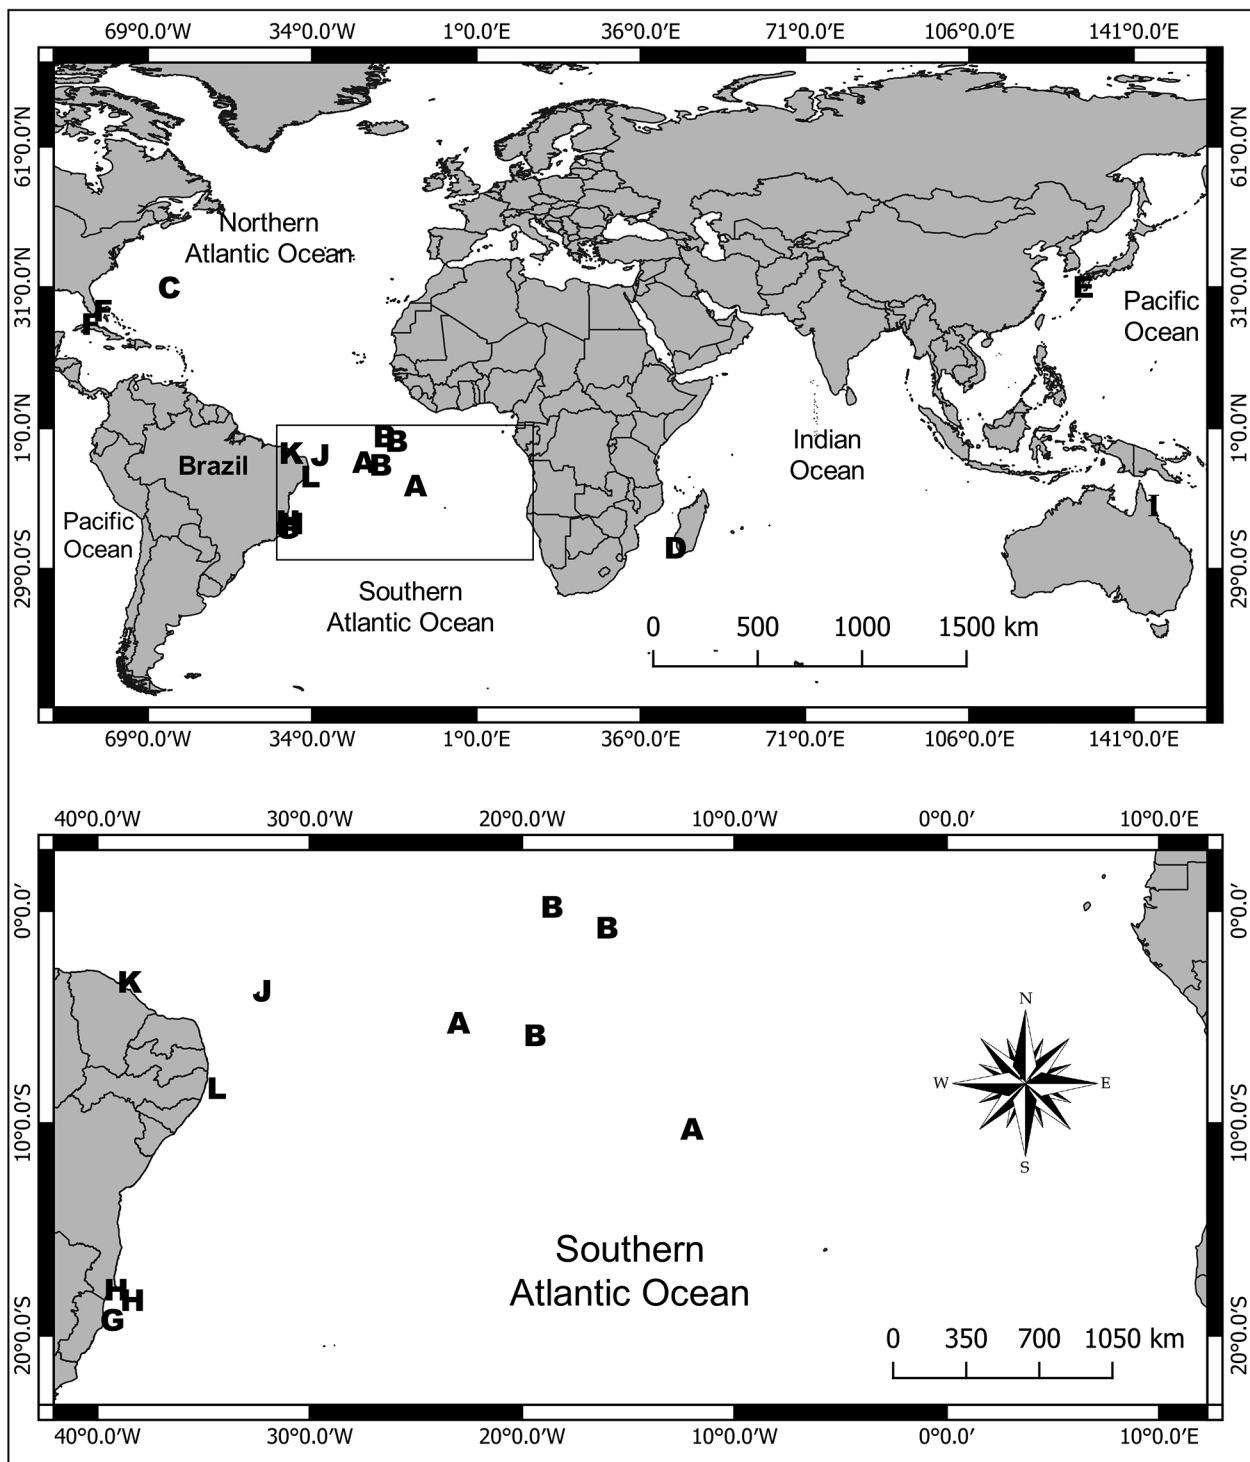 69°0.0′W 34°0.0′W 1°0.0′E 36°0.0′E 71°0.0′E 106°0.0′E 141°0.0′E
61°0.0′N 61°0.0′N
Northern
Atlantic Ocean
C
E
31°0.0′N 31°0.0′N
F
F
Pacific
Ocean
1°0.0′N 1°0.0′N
B
B
K J
A
B
Brazil
L
A
Indian
Ocean
I
H
G
Pacific
Ocean
D
29°0.0′S 29°0.0′S
Southern
Atlantic Ocean
0 500 1000 1500 km
69°0.0′W 34°0.0′W 1°0.0′E 36°0.0′E 71°0.0′E 106°0.0′E 141°0.0′E
40°0.0′W 30°0.0′W 20°0.0′W 10°0.0′W 0°0.0′ 10°0.0′E
0°0.0′ 0°0.0′
B
B
K
J
A
B
N
W E
S
L
A
10°0.0′S 10°0.0′S
Southern
Atlantic Ocean
H
H
G
20°0.0′S 20°0.0′S
0 350 700 1050 km
40°0.0′W 30°0.0′W 20°0.0′W 10°0.0′W 0°0.0′ 10°0.0′E